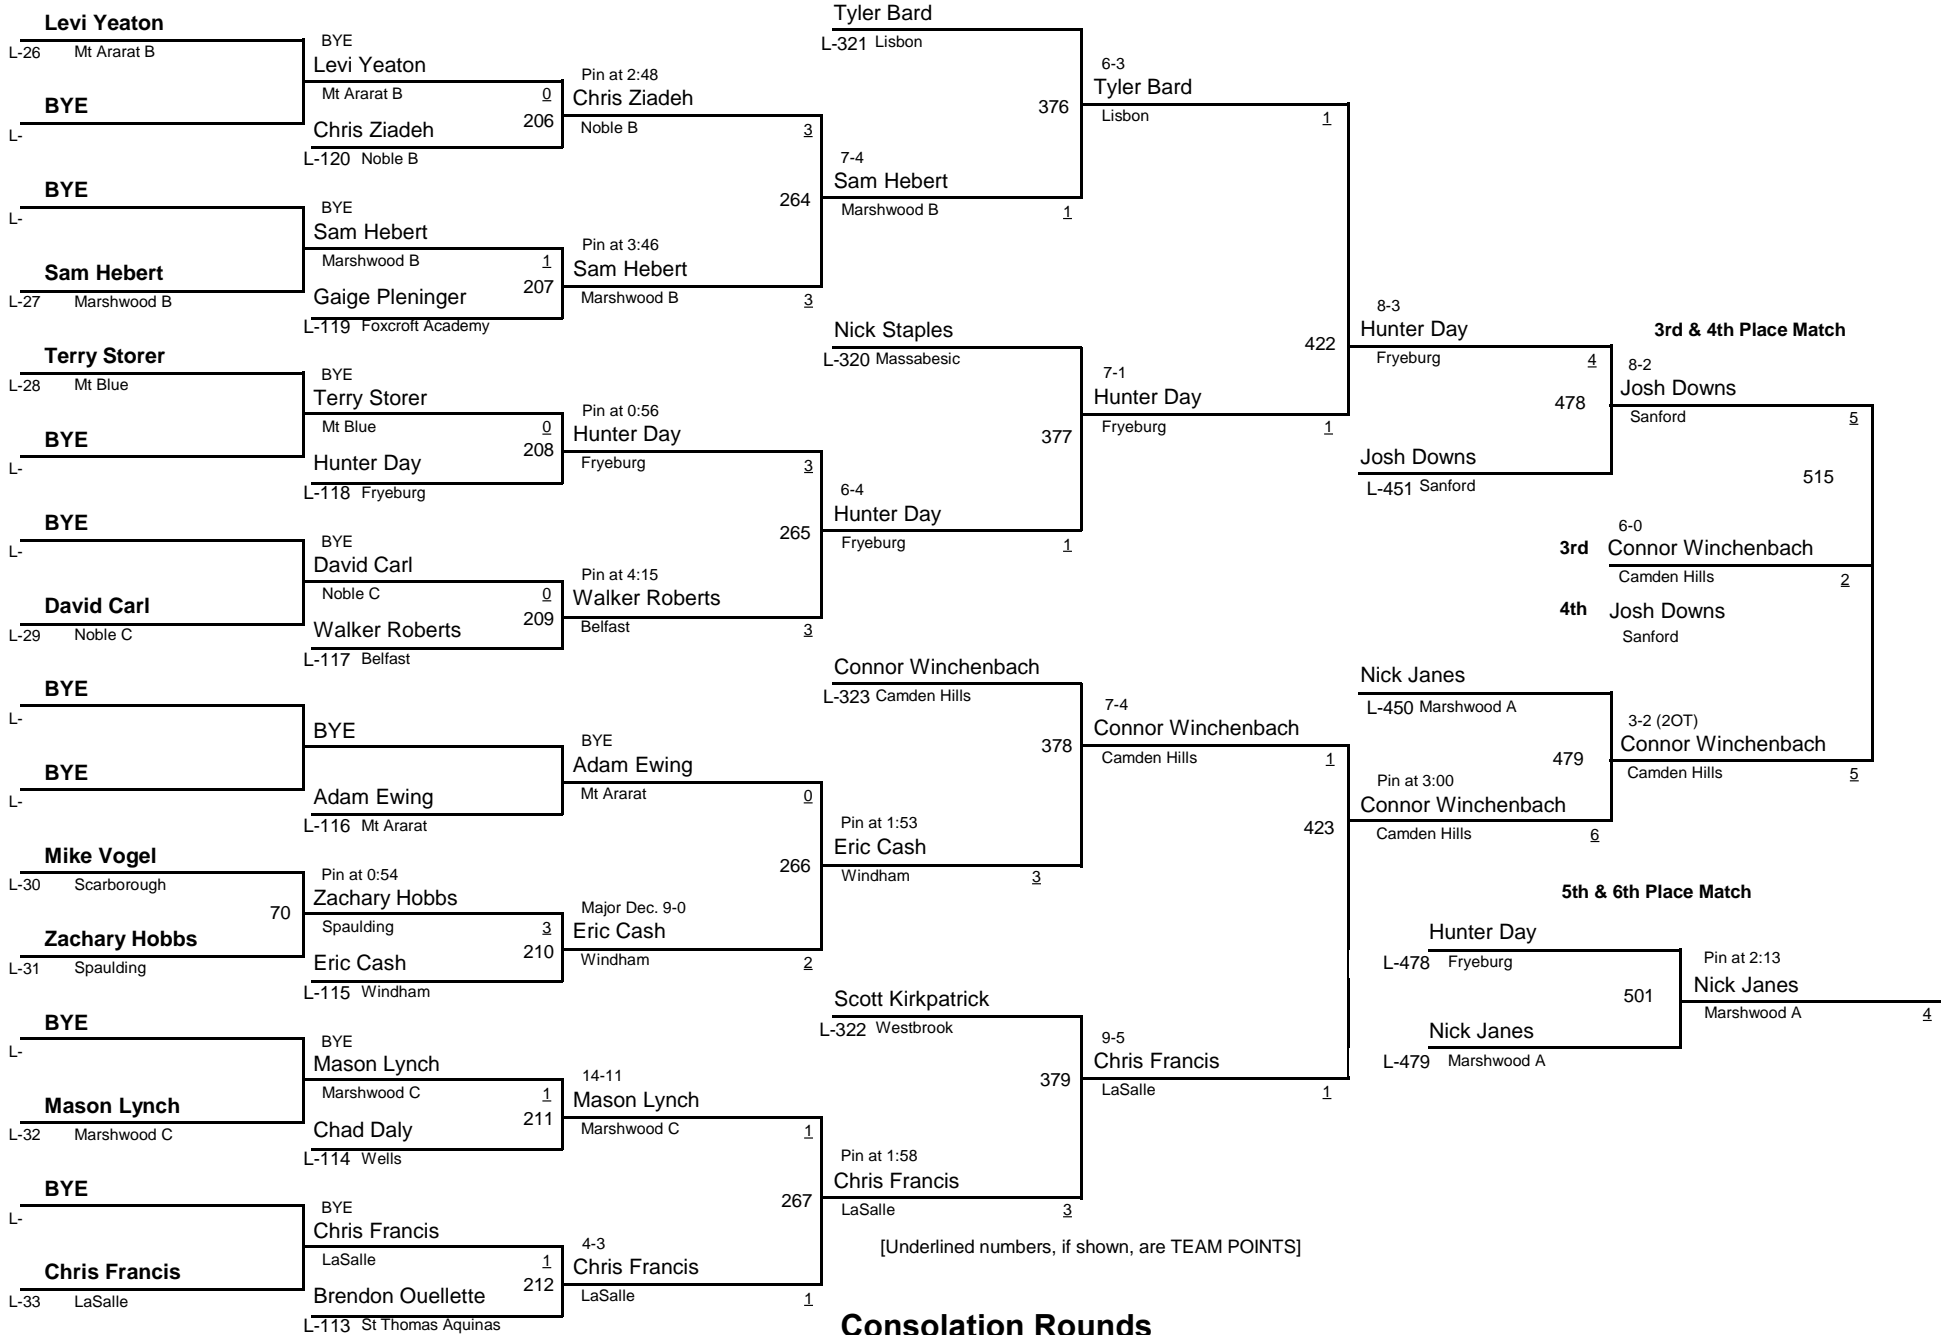 Levi Yeaton
L-26 Mt Ararat B
BYE
L-
BYE
L-
Sam Hebert
L-27 Marshwood B
Terry Storer
L-28 Mt Blue
BYE
L-
BYE
L-
David Carl
L-29 Noble C
BYE
L-
BYE
L-
Mike Vogel
L-30 Scarborough
70
Zachary Hobbs
L-31 Spaulding
BYE
L-
Mason Lynch
L-32 Marshwood C
BYE
L-
Chris Francis
L-33 LaSalle
BYE
Levi Yeaton
Mt Ararat B 0
206
Chris Ziadeh
L-120 Noble B
BYE
Sam Hebert
Marshwood B 1
207
Gaige Pleninger
L-119 Foxcroft Academy
BYE
Terry Storer
Mt Blue 0
208
Hunter Day
L-118 Fryeburg
BYE
David Carl
Noble C 0
209
Walker Roberts
L-117 Belfast
BYE
Adam Ewing
L-116 Mt Ararat
Pin at 0:54
Zachary Hobbs
Spaulding 3
210
Eric Cash
L-115 Windham
BYE
Mason Lynch
Marshwood C 1
211
Chad Daly
L-114 Wells
BYE
Chris Francis
LaSalle 1
212
Brendon Ouellette
L-113 St Thomas Aquinas
Pin at 2:48
Chris Ziadeh
Noble B 3
264
Pin at 3:46
Sam Hebert
Marshwood B 3
Pin at 0:56
Hunter Day
Fryeburg 3
265
Pin at 4:15
Walker Roberts
Belfast 3
BYE
Adam Ewing
Mt Ararat 0
266
Major Dec. 9-0
Eric Cash
Windham 2
14-11
Mason Lynch
Marshwood C 1
267
4-3
Chris Francis
LaSalle 1
Tyler Bard
L-321 Lisbon
376
7-4
Sam Hebert
Marshwood B 1
Nick Staples
L-320 Massabesic
377
6-4
Hunter Day
Fryeburg 1
Connor Winchenbach
L-323 Camden Hills
378
Pin at 1:53
Eric Cash
Windham 3
Scott Kirkpatrick
L-322 Westbrook
379
Pin at 1:58
Chris Francis
LaSalle 3
6-3
Tyler Bard
Lisbon 1
422
7-1
Hunter Day
Fryeburg 1
7-4
Connor Winchenbach
Camden Hills 1
423
9-5
Chris Francis
LaSalle 1
8-3
Hunter Day
Fryeburg 4
478
Josh Downs
L-451 Sanford
Nick Janes
L-450 Marshwood A
479
Pin at 3:00
Connor Winchenbach
Camden Hills 6
3rd & 4th Place Match
8-2
Josh Downs
Sanford 5
515
6-0
3rd Connor Winchenbach
Camden Hills 2
4th Josh Downs
Sanford
3-2 (2OT)
Connor Winchenbach
Camden Hills 5
5th & 6th Place Match
Hunter Day
L-478 Fryeburg
501
Nick Janes
L-479 Marshwood A
Pin at 2:13
Nick Janes
Marshwood A 4
[Underlined numbers, if shown, are TEAM POINTS]
Consolation Rounds